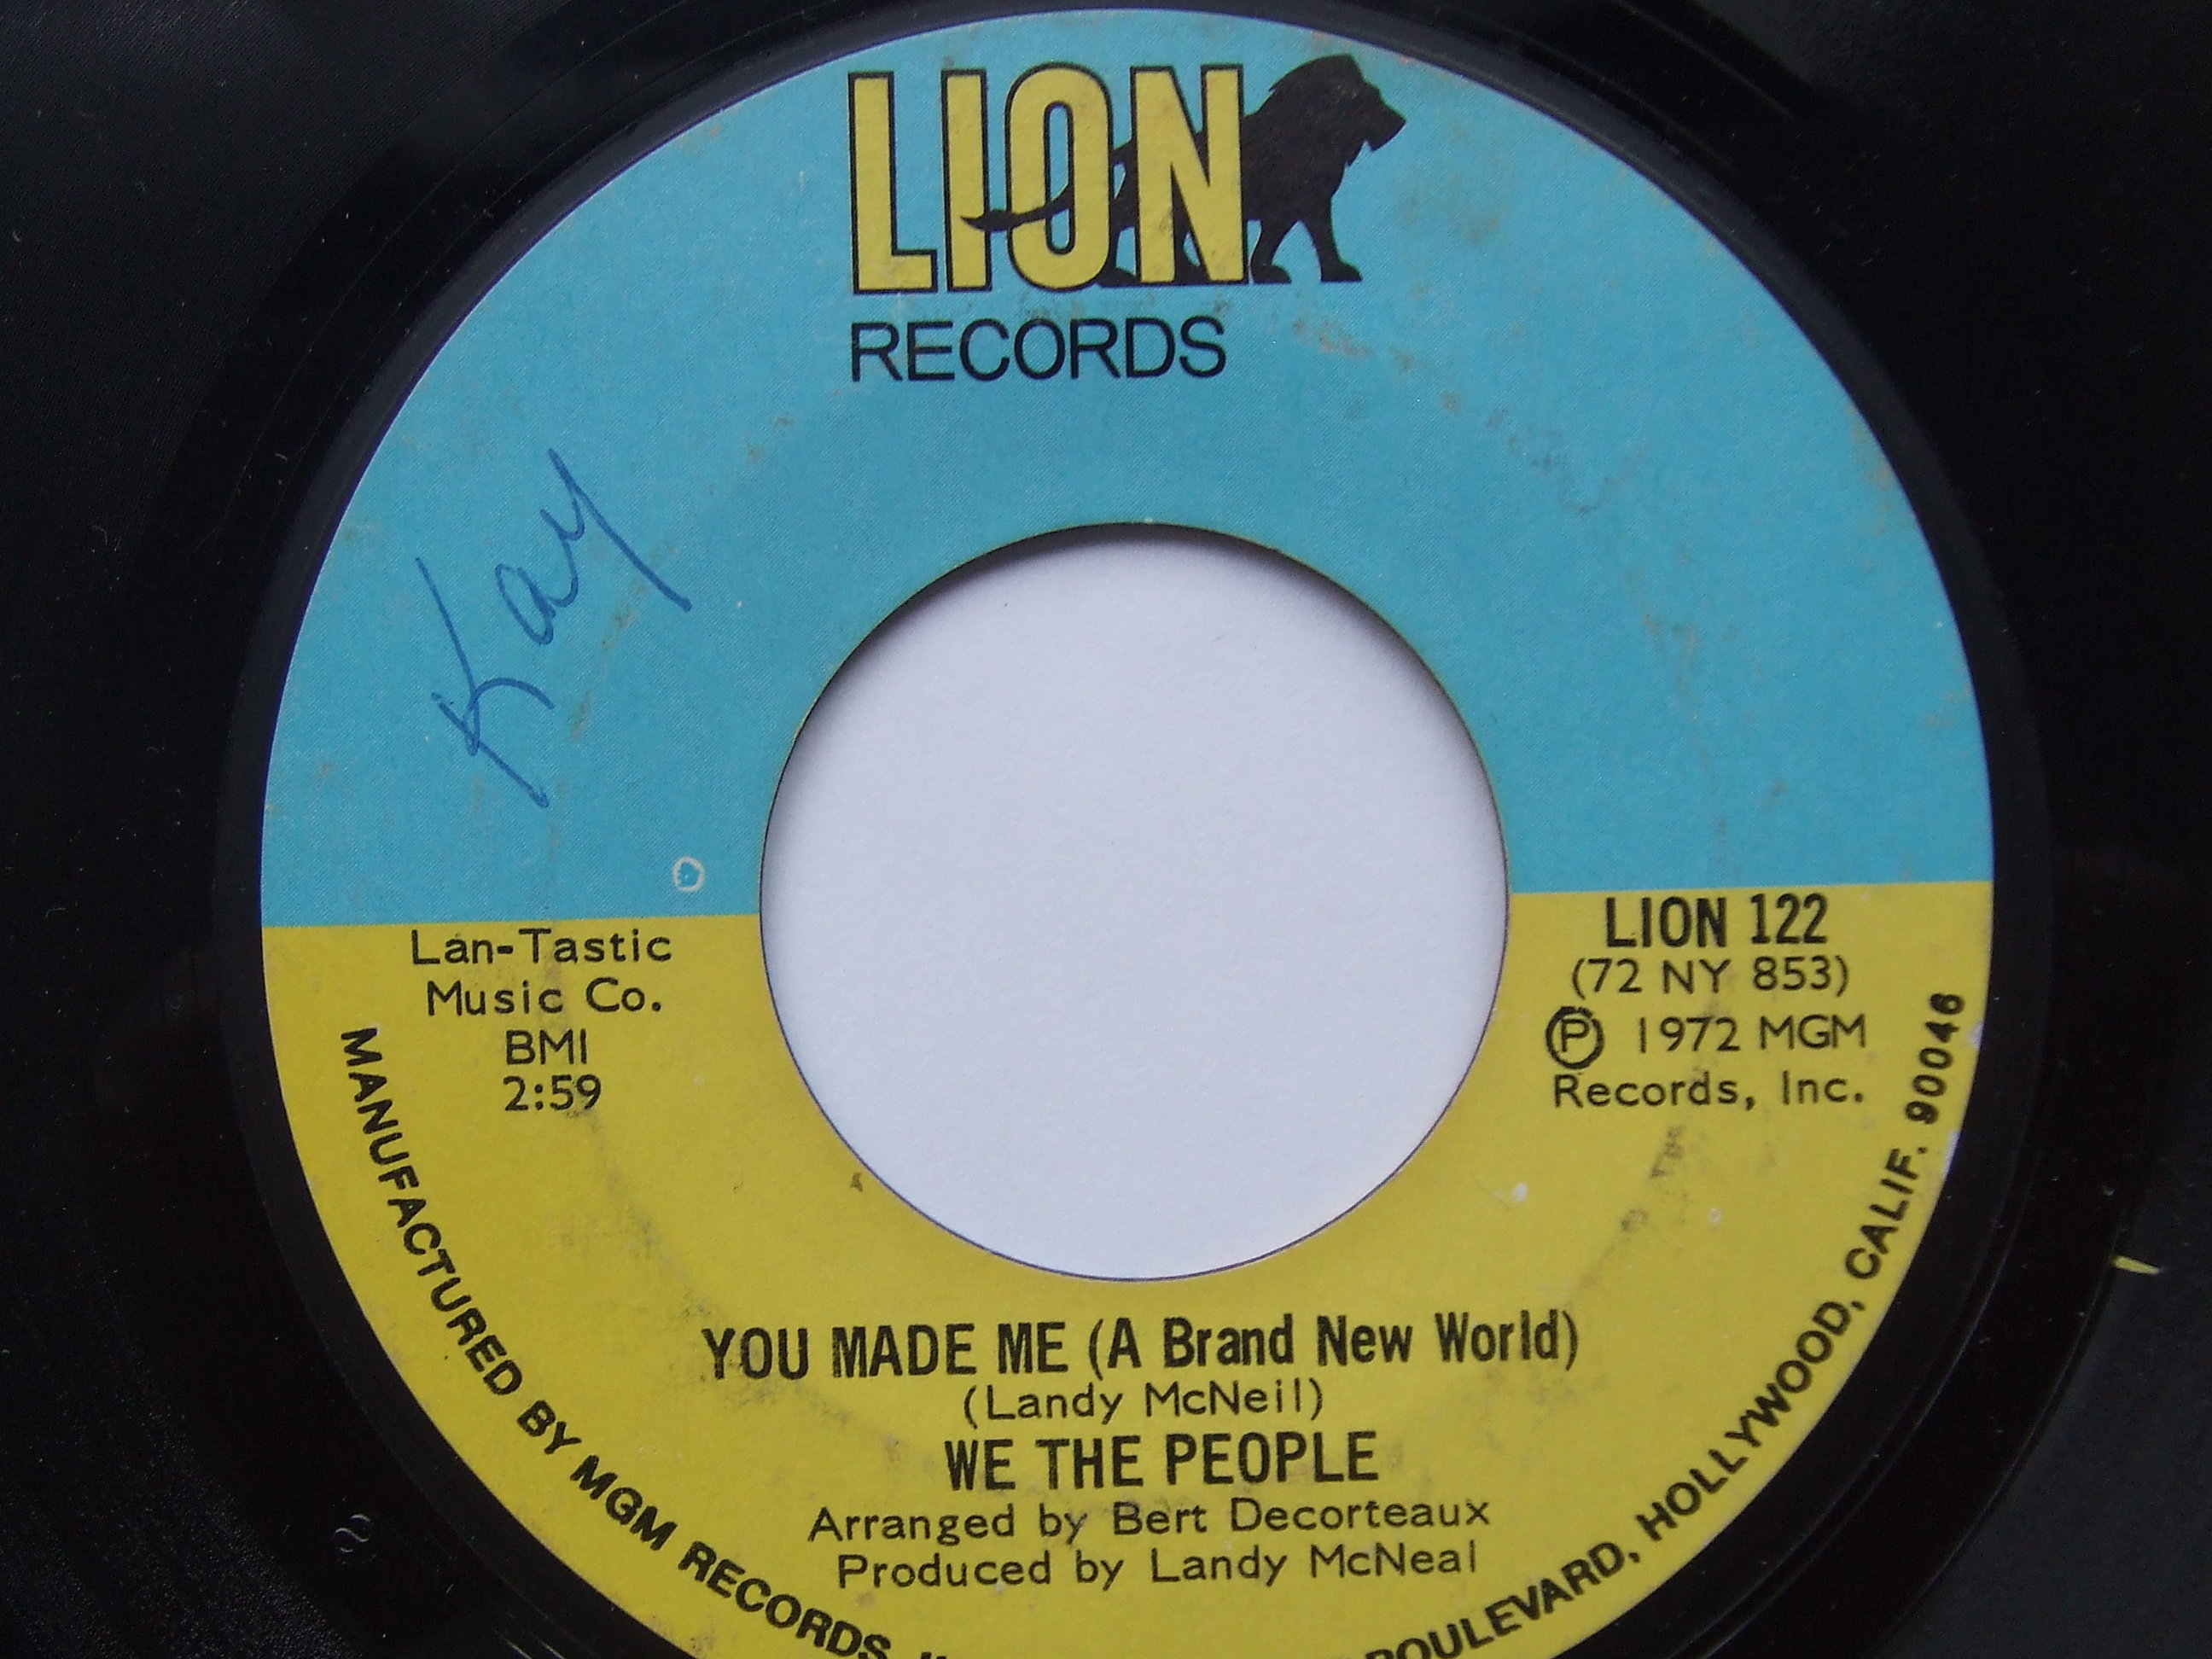 LION
RECORDS
Kay
Lan-Tastic
Music Co.
BMI
2:59
LION 122
(72 NY 853)
Ⓟ 1972 MGM
Records, Inc.
YOU MADE ME (A Brand New World)
(Landy McNeil)
WE THE PEOPLE
Arranged by Bert Decorteaux
Produced by Landy McNeal
MANUFACTURED BY MGM RECORDS, BOULEVARD, HOLLYWOOD, CALIF. 90046